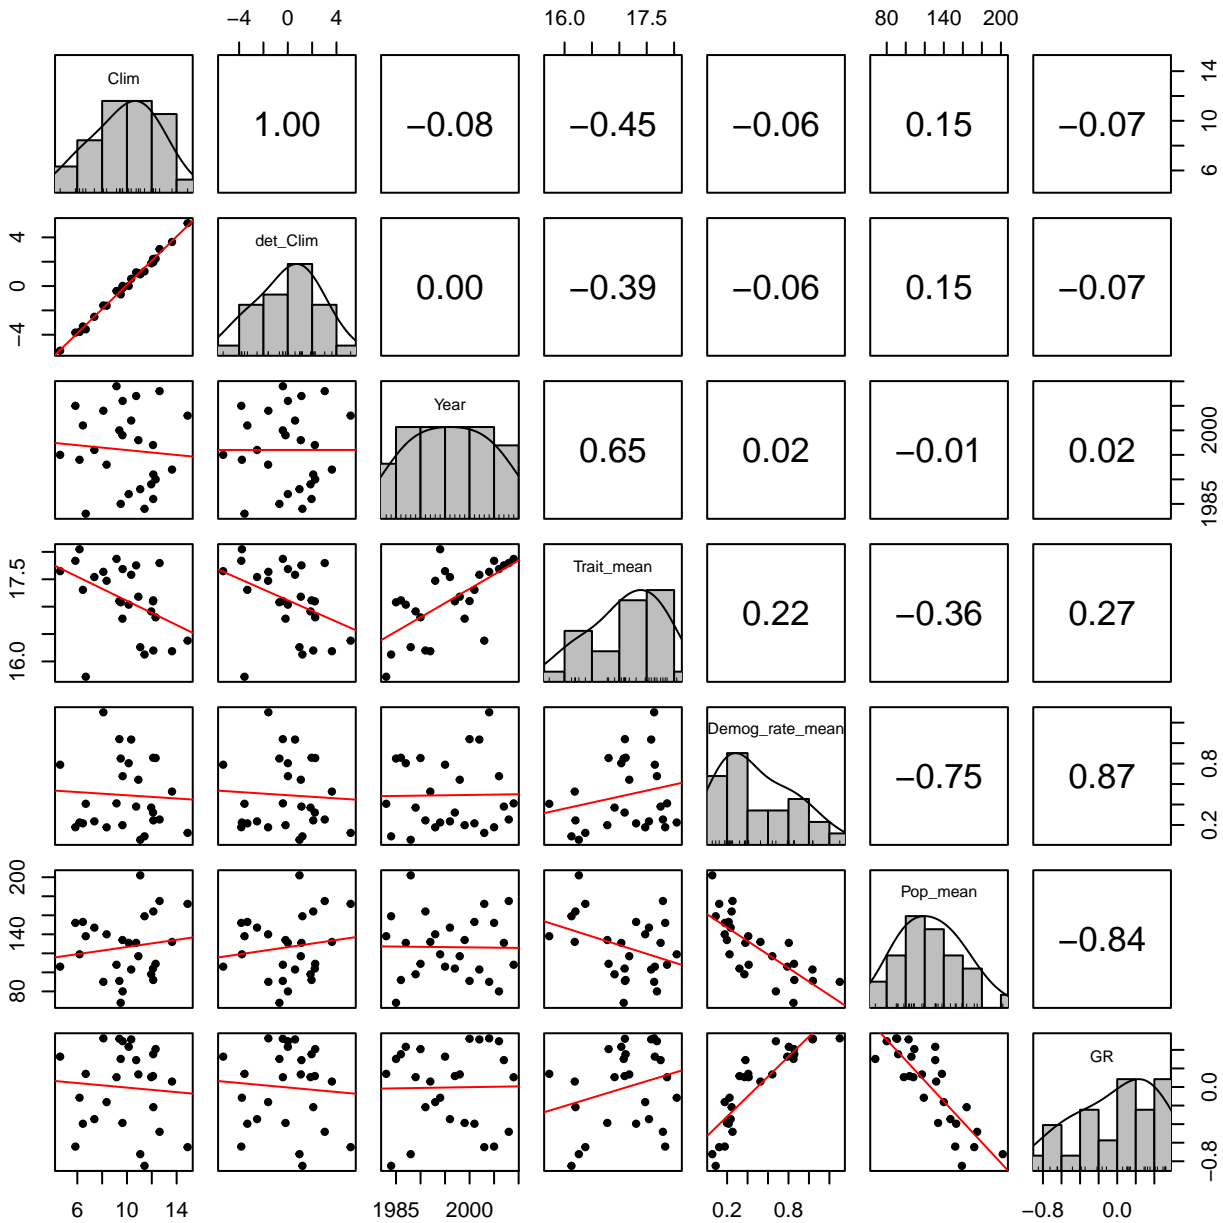 −4 0 4 16.0 17.5 80 140 200
Clim 1.00 −0.08 −0.45 −0.06 0.15 −0.07 6 10 14
−4 0 4 det_Clim 0.00 −0.39 −0.06 0.15 −0.07
Year 0.65 0.02 −0.01 0.02 1985 2000
16.0 17.5 Trait_mean 0.22 −0.36 0.27
Demog_rate_mean −0.75 0.87 0.2 0.8
80 140 200 Pop_mean −0.84
GR −0.8 0.0
6 10 14 1985 2000 0.2 0.8 −0.8 0.0